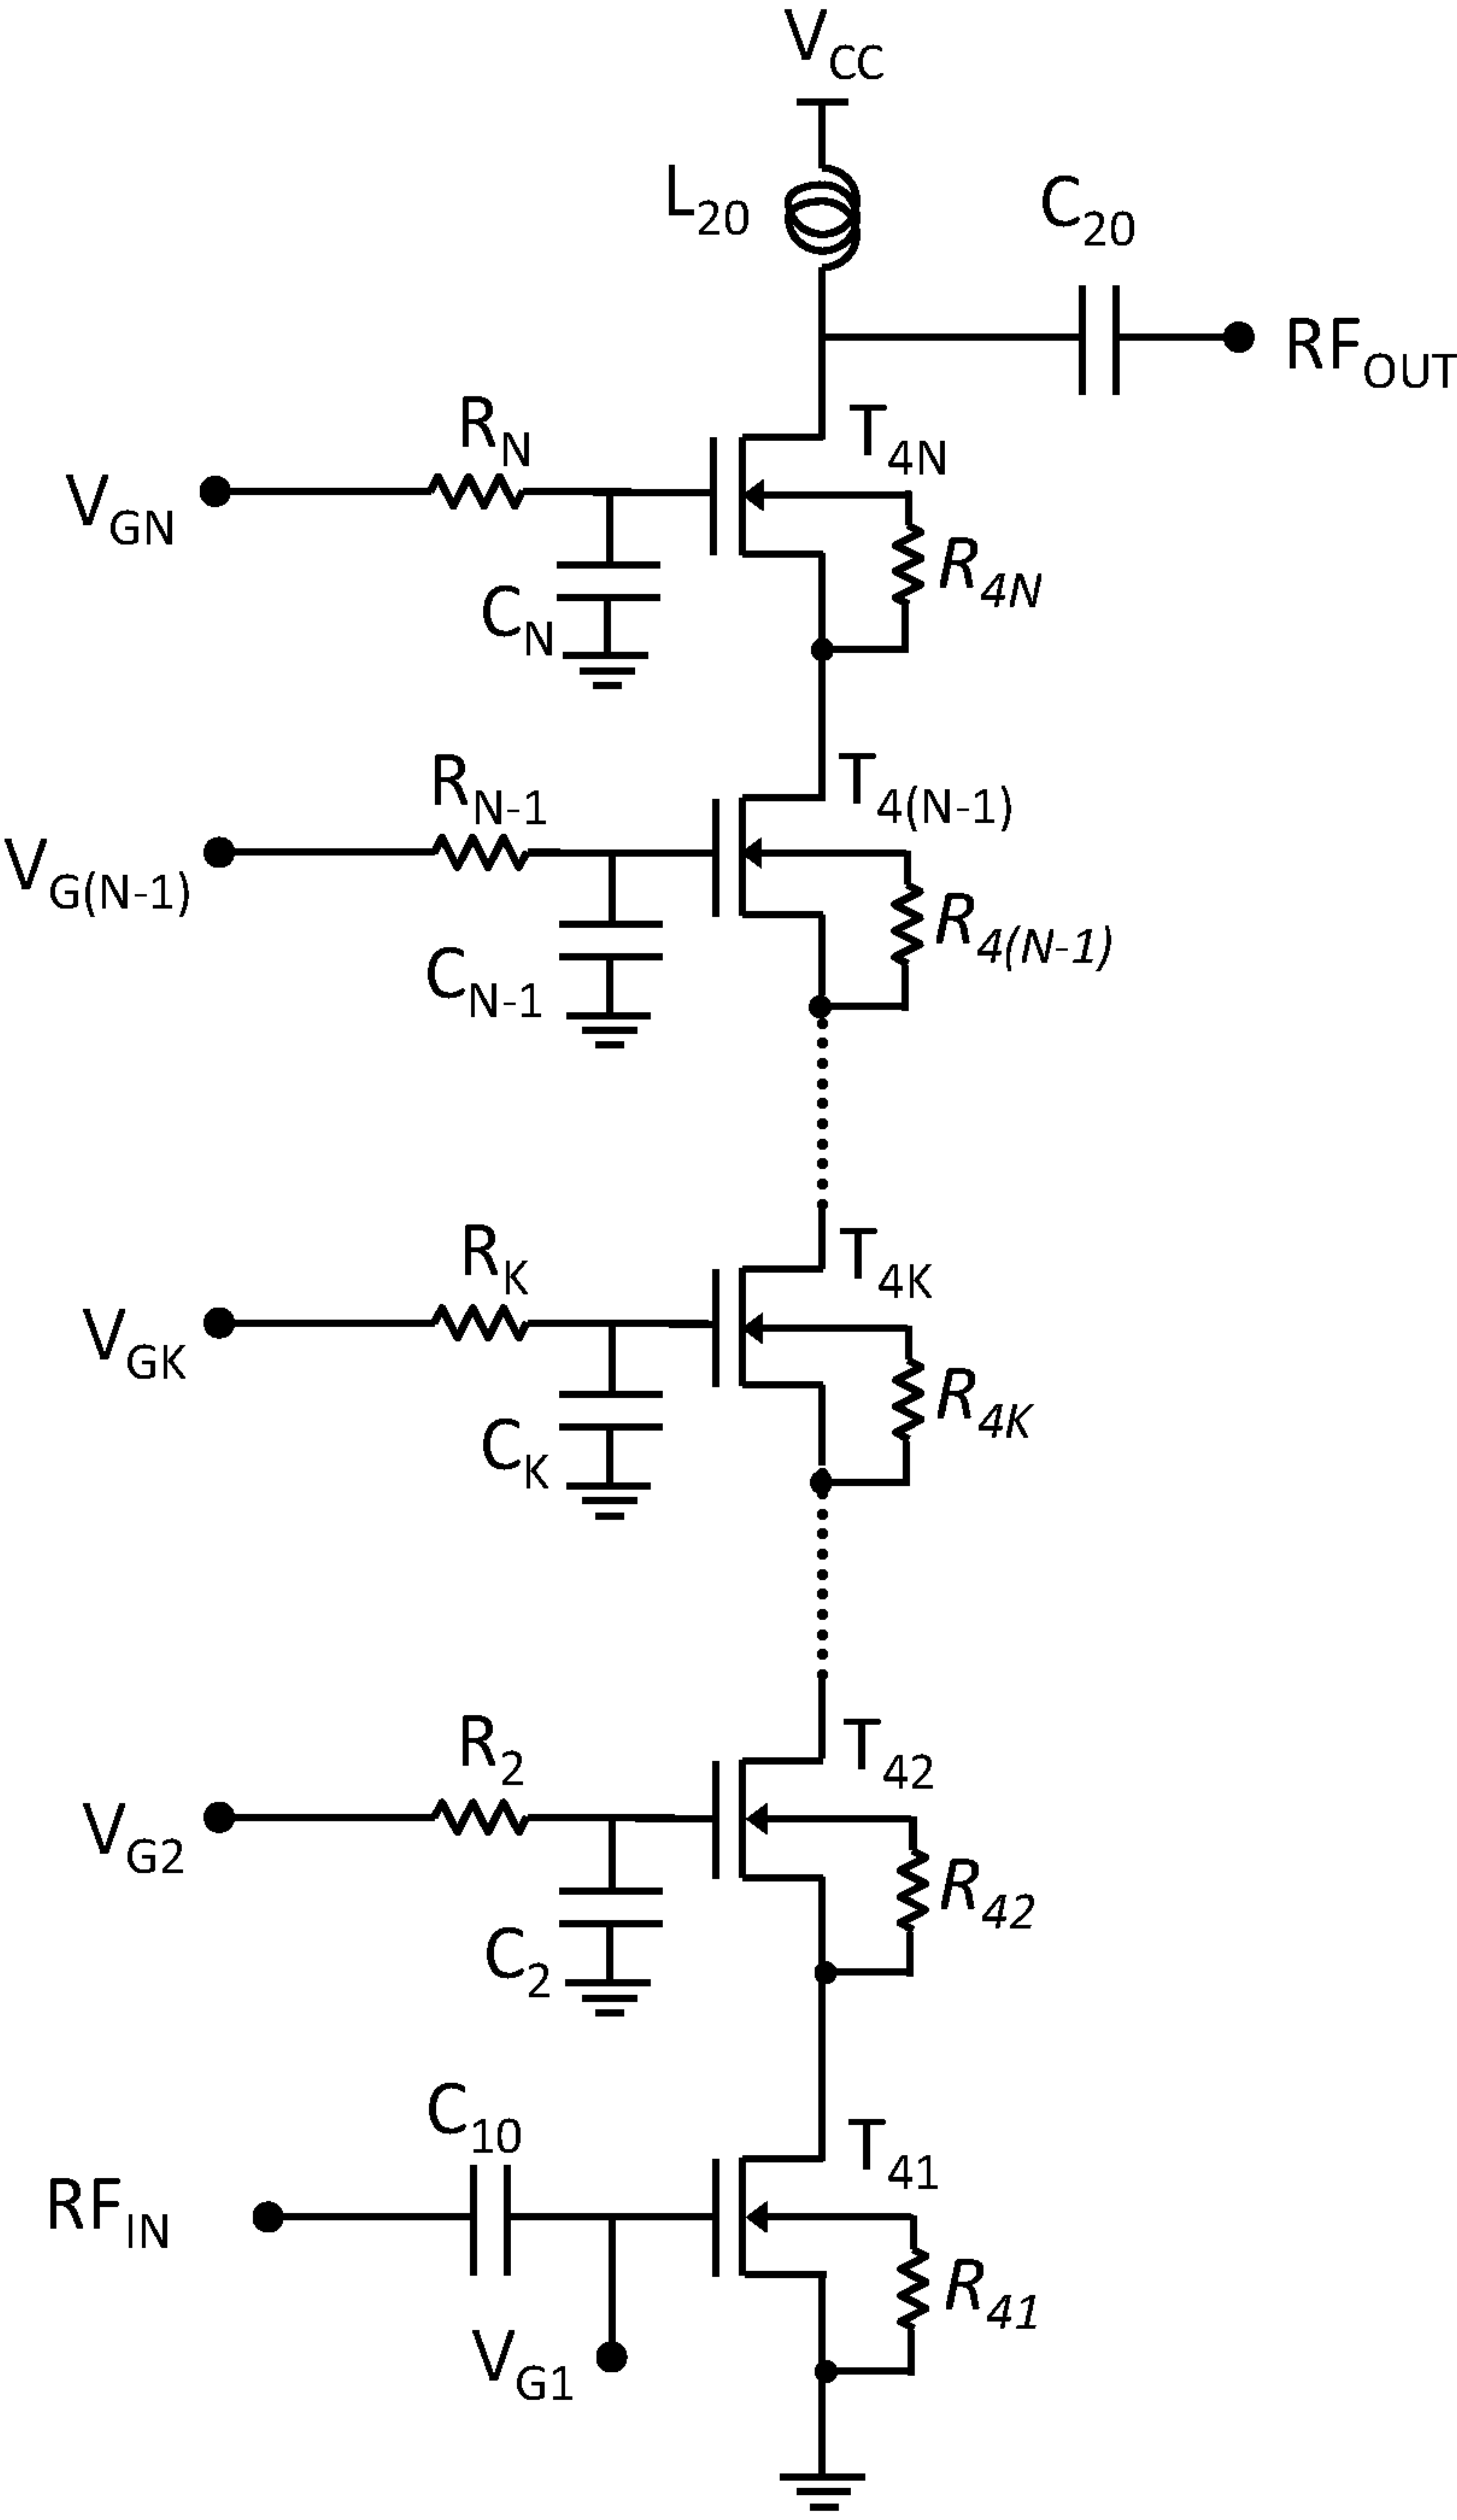 V_CC
L_20
C_20
RF_OUT
R_N
T_4N
V_GN
R_4N
C_N
R_N-1
T_4(N-1)
V_G(N-1)
R_4(N-1)
C_N-1
R_K
T_4K
V_GK
R_4K
C_K
R_2
T_42
V_G2
R_42
C_2
C_10
T_41
RF_IN
R_41
V_G1